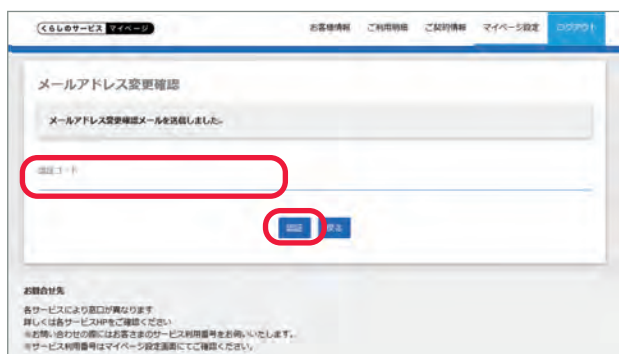 くらしのサービス マイページ
お客様情報 ご利用明細 ご契約情報 マイページ設定 ログアウト
メールアドレス変更確認
メールアドレス変更確認メールを送信しました。
認証コード
認証 戻る
お問合せ先
各サービスにより窓口が異なります
詳しくは各サービスHPをご確認ください
※お問い合わせの際にはお客さまのサービス利用番号をお伺いいたします。
※サービス利用番号はマイページ設定画面にてご確認ください。